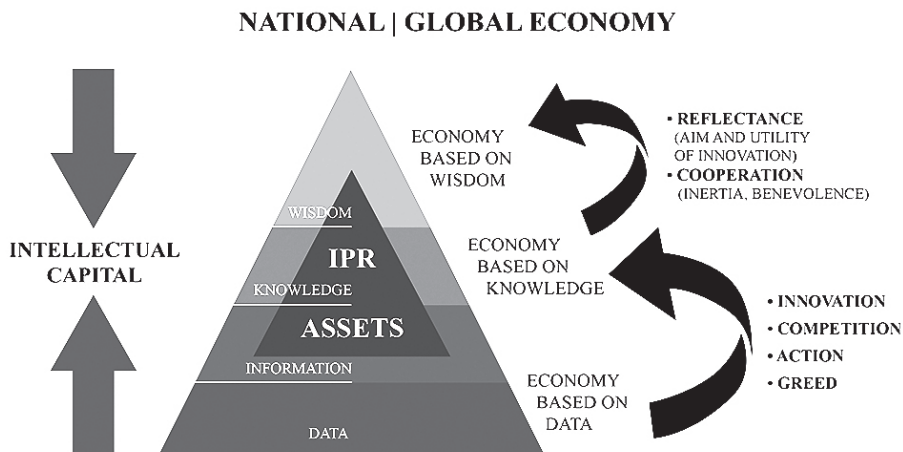 NATIONAL | GLOBAL ECONOMY
INTELLECTUAL
CAPITAL
WISDOM
IPR
KNOWLEDGE
ASSETS
INFORMATION
DATA
ECONOMY
BASED ON
WISDOM
ECONOMY
BASED ON
KNOWLEDGE
ECONOMY
BASED ON
DATA
• REFLECTANCE
(AIM AND UTILITY
OF INNOVATION)
• COOPERATION
(INERTIA, BENEVOLENCE)
• INNOVATION
• COMPETITION
• ACTION
• GREED